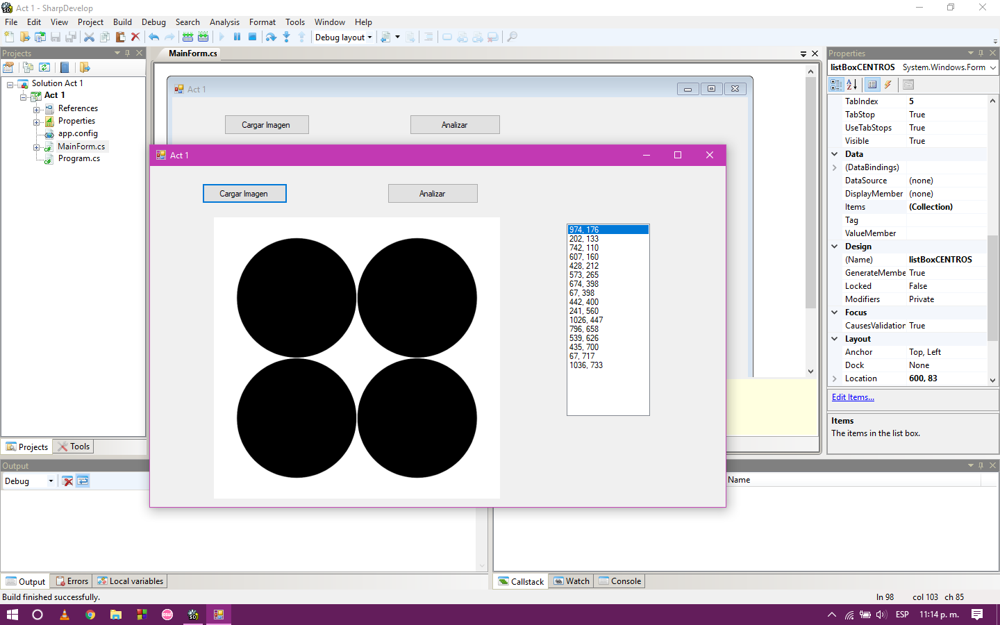 Act 1 - SharpDevelop
File Edit View Project Build Debug Search Analysis Format Tools Window Help
Debug layout
Projects
Solution Act 1
Act 1
References
Properties
app.config
MainForm.cs
Program.cs
Projects Tools
MainForm.cs
Act 1
Cargar Imagen Analizar
Act 1
Cargar Imagen Analizar
974, 176
202, 133
742, 110
607, 160
428, 212
573, 265
674, 398
67, 398
442, 400
241, 560
1026, 447
796, 658
539, 626
435, 700
67, 717
1036, 733
Properties
listBoxCENTROS System.Windows.Form
TabIndex 5
TabStop True
UseTabStops True
Visible True
Data
(DataBindings)
DataSource (none)
DisplayMember (none)
Items (Collection)
Tag
ValueMember
Design
(Name) listBoxCENTROS
GenerateMembe True
Locked False
Modifiers Private
Focus
CausesValidation True
Layout
Anchor Top, Left
Dock None
Location 600, 83
Edit Items...
Items
The items in the list box.
Output
Debug
Name
Output Errors Local variables
Callstack Watch Console
Build finished successfully.
ln 98 col 103 ch 85
osu!
SD
ESP 11:14 p. m.